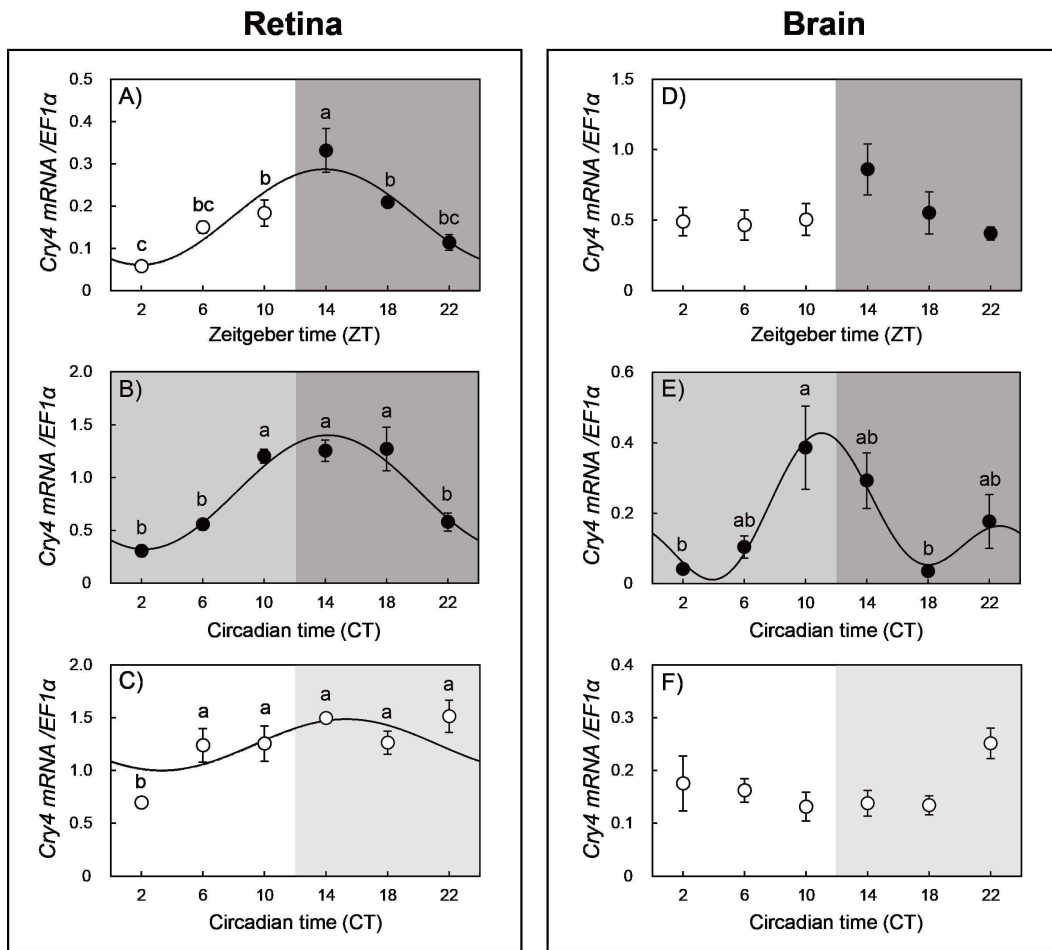 Retina
Brain
A)
Cry4 mRNA /EF1α
0.5
0.4
0.3
0.2
0.1
0
c
bc
b
a
b
bc
2 6 10 14 18 22
Zeitgeber time (ZT)
B)
Cry4 mRNA /EF1α
2.0
1.5
1.0
0.5
0
b
b
a
a
a
b
2 6 10 14 18 22
Circadian time (CT)
C)
Cry4 mRNA /EF1α
2.0
1.5
1.0
0.5
0
b
a
a
a
a
a
2 6 10 14 18 22
Circadian time (CT)
D)
Cry4 mRNA /EF1α
1.5
1.0
0.5
0
2 6 10 14 18 22
Zeitgeber time (ZT)
E)
Cry4 mRNA /EF1α
0.6
0.4
0.2
0
b
ab
a
ab
b
ab
2 6 10 14 18 22
Circadian time (CT)
F)
Cry4 mRNA /EF1α
0.4
0.3
0.2
0.1
0
2 6 10 14 18 22
Circadian time (CT)